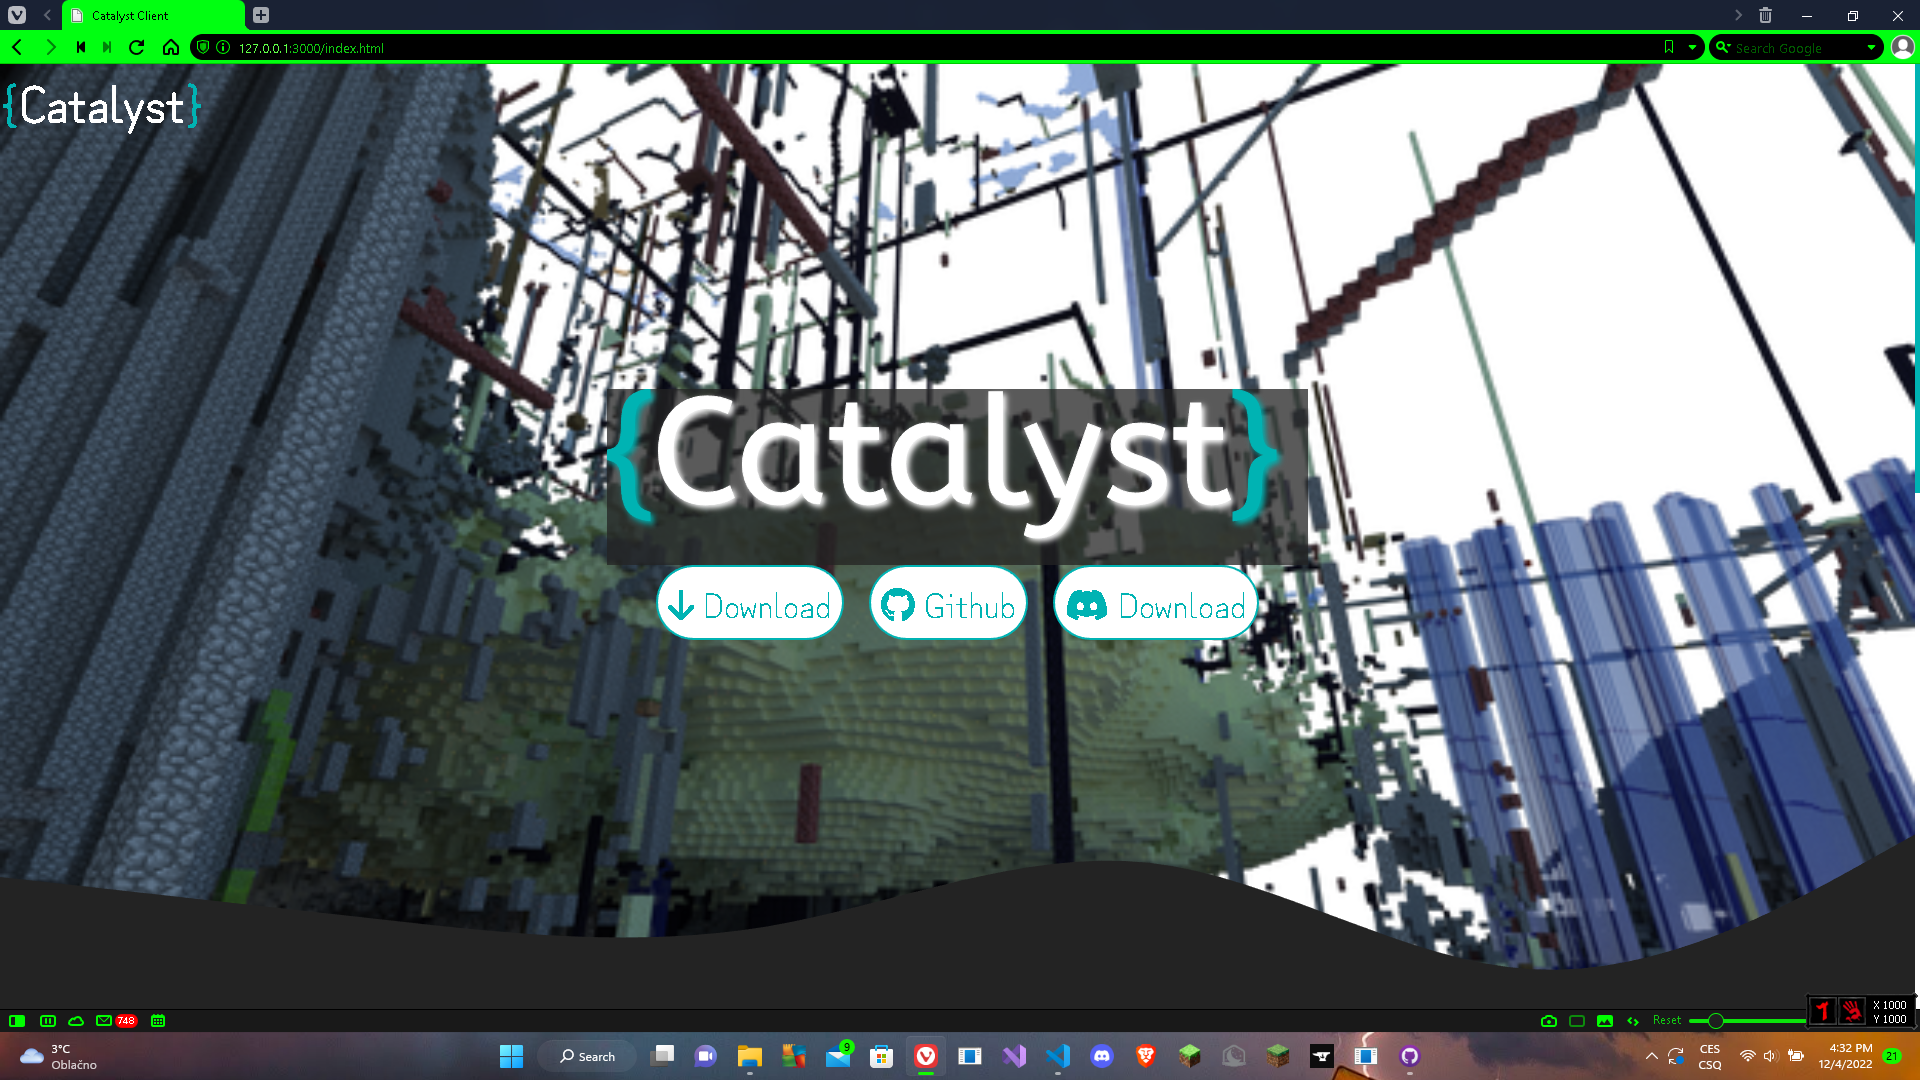 Catalyst Client
127.0.0.1:3000/index.html
Search Google
{Catalyst}
{Catalyst}
Download
Github
Download
748
Reset
X 1000
Y 1000
3°C
Oblačno
Search
9
CES
CSQ
4:32 PM
12/4/2022
21